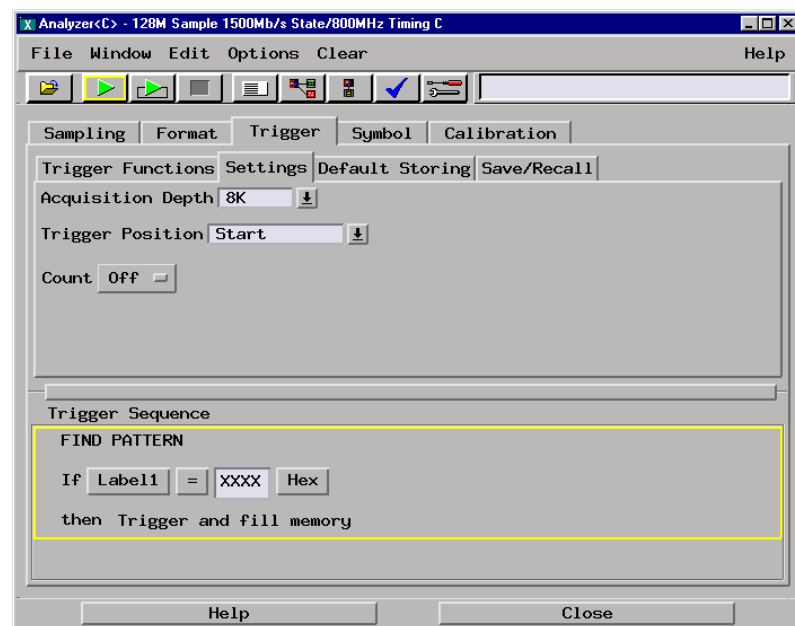 Analyzer<C> - 128M Sample 1500Mb/s State/800MHz Timing C
File Window Edit Options Clear Help
Sampling Format Trigger Symbol Calibration
Trigger Functions Settings Default Storing Save/Recall
Acquisition Depth 8K
Trigger Position Start
Count Off
Trigger Sequence
FIND PATTERN
If Label1 = XXXX Hex
then Trigger and fill memory
Help Close